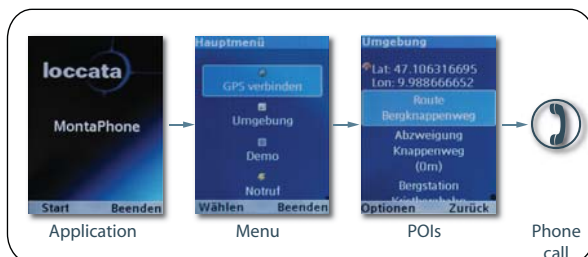 loccata
MontaPhone
Start Beenden
Hauptmenü
GPS verbinden
Umgebung
Demo
Notruf
Wählen Beenden
Umgebung
Lat: 47.106316695
Lon: 9.988666652
Route
Bergknappenweg
Abzweigung
Knappenweg
(0m)
Bergstation
Optionen Zurück
Application
Menu
POIs
Phone
call